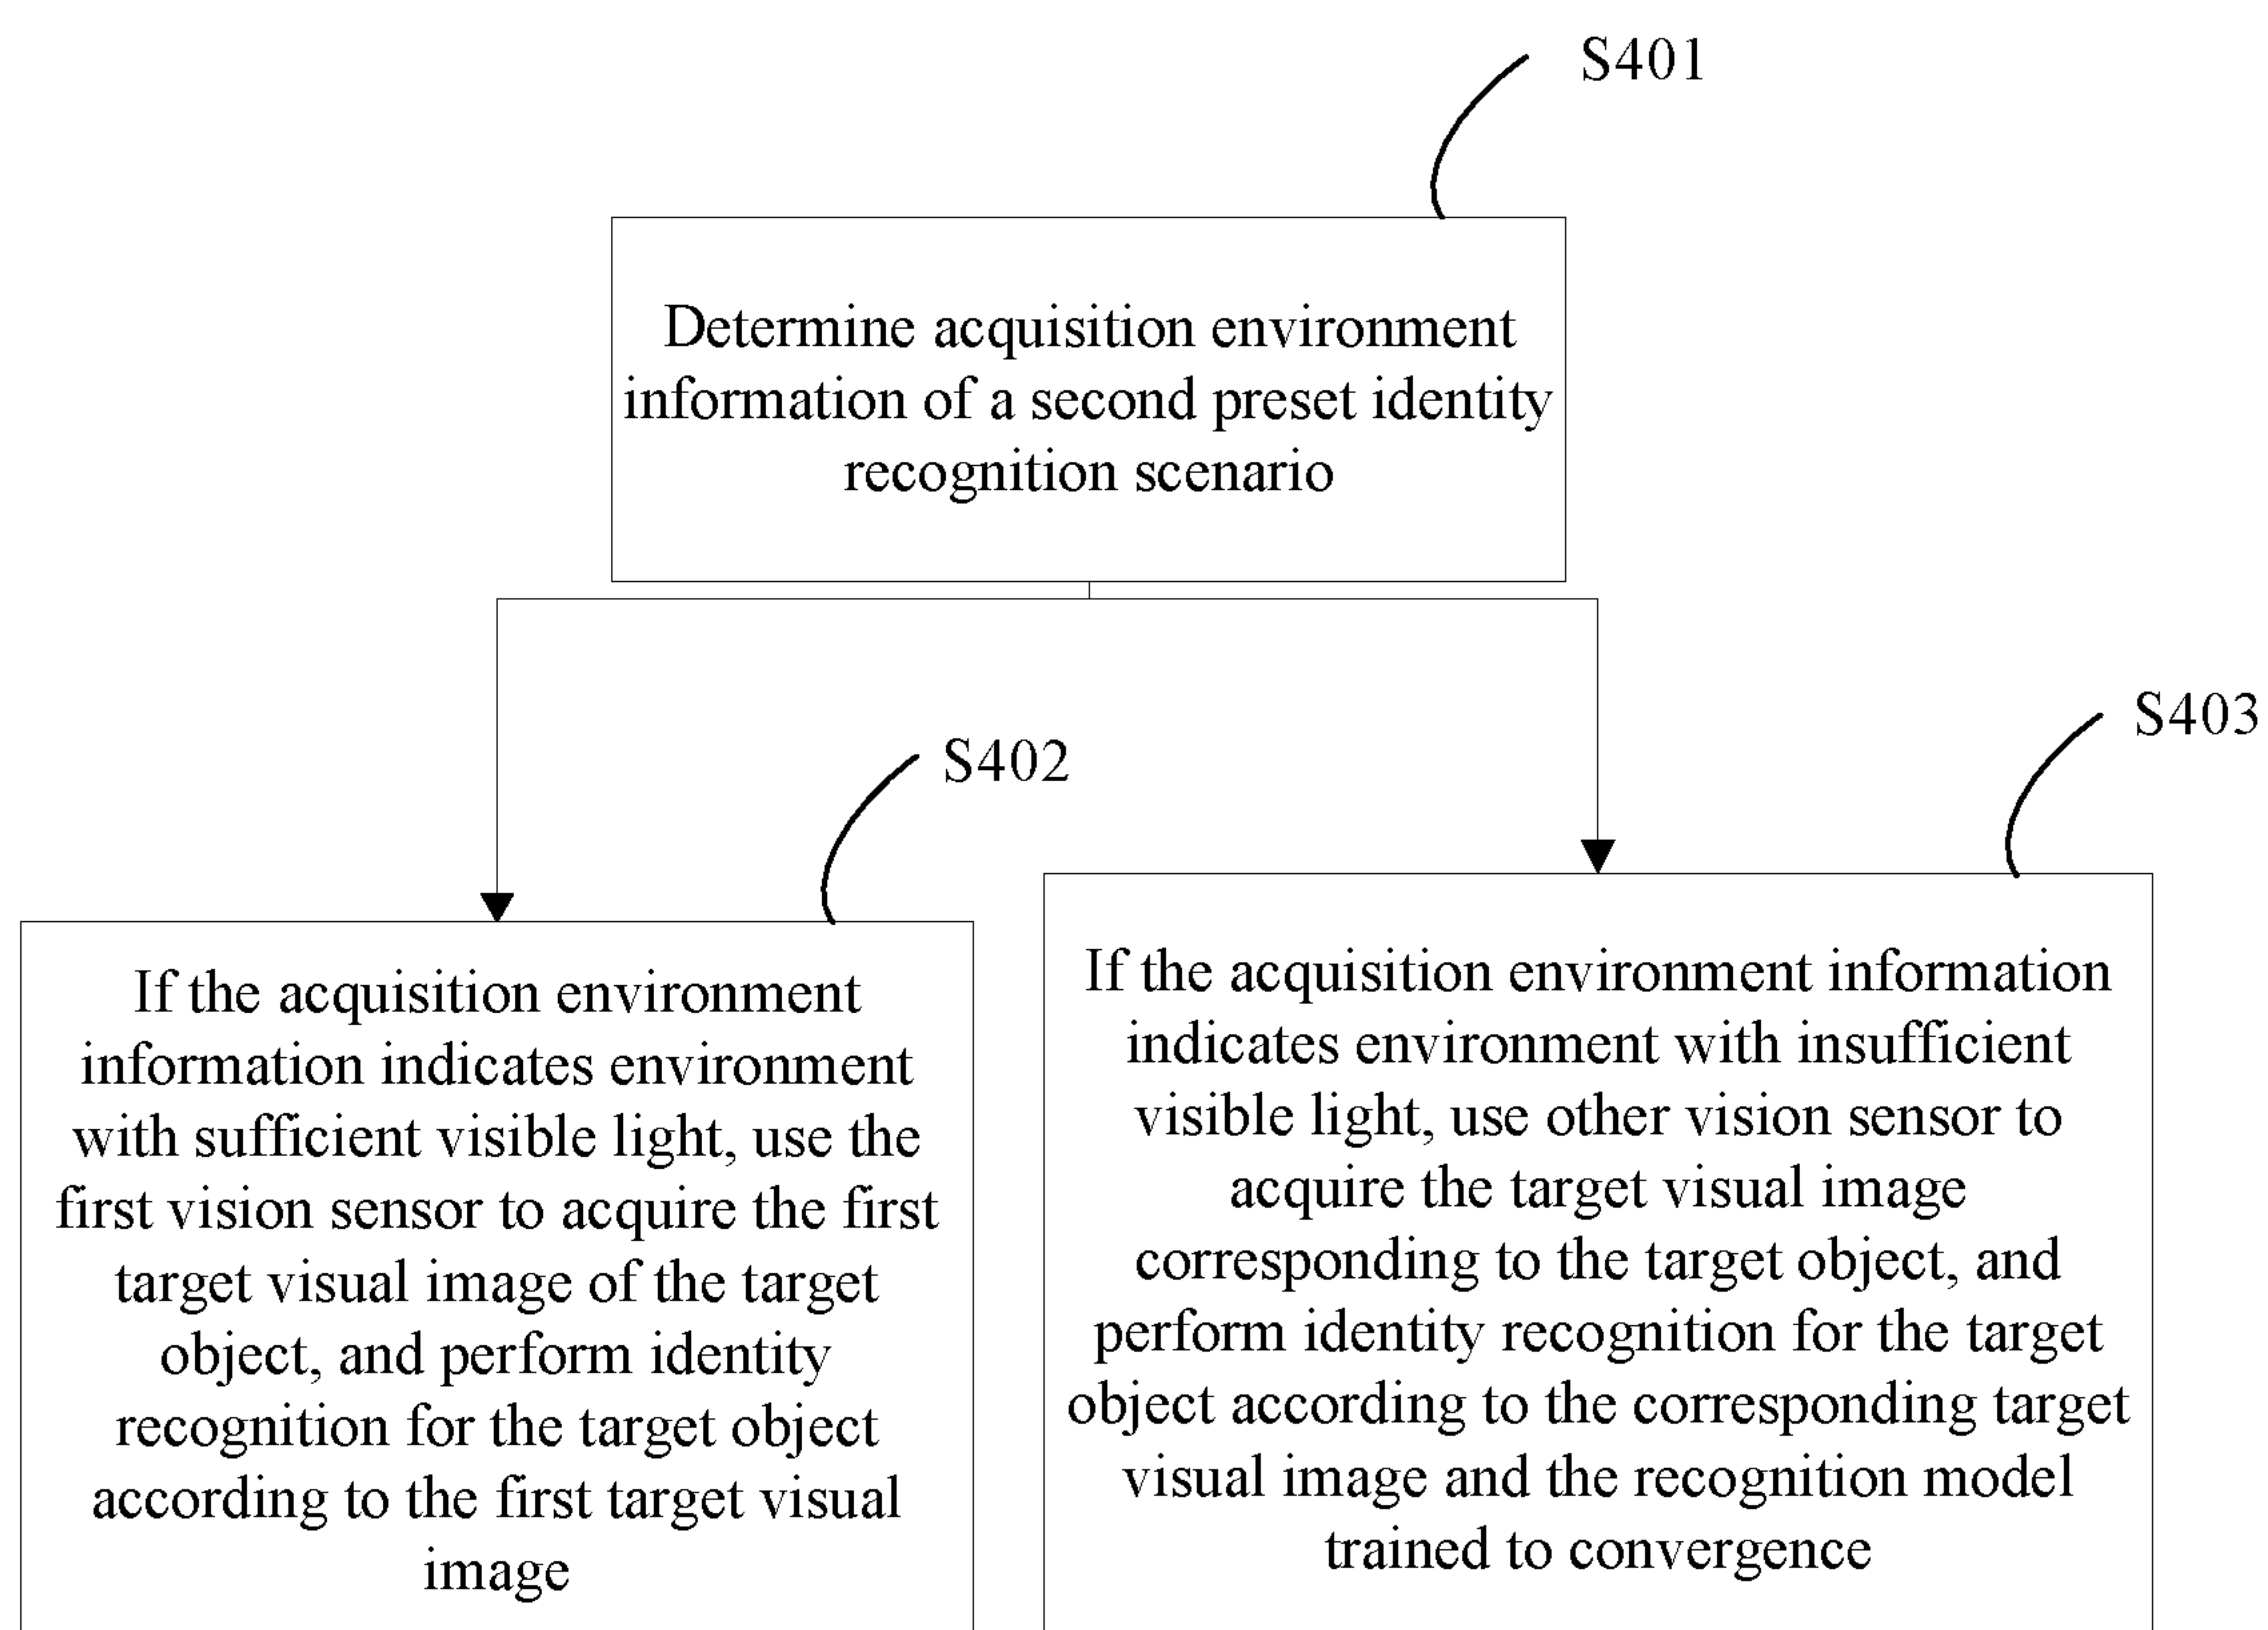 S401
Determine acquisition environment
information of a second preset identity
recognition scenario
S402
If the acquisition environment
information indicates environment
with sufficient visible light, use the
first vision sensor to acquire the first
target visual image of the target
object, and perform identity
recognition for the target object
according to the first target visual
image
S403
If the acquisition environment information
indicates environment with insufficient
visible light, use other vision sensor to
acquire the target visual image
corresponding to the target object, and
perform identity recognition for the target
object according to the corresponding target
visual image and the recognition model
trained to convergence